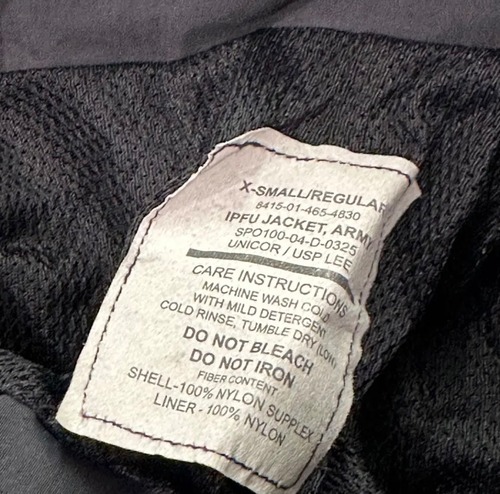 X-SMALL/REGULAR
8415-01-465-4830
IPFU JACKET, ARMY
SPO100-04-D-0325
UNICOR / USP LEE
CARE INSTRUCTIONS
MACHINE WASH COLD
WITH MILD DETERGENT
COLD RINSE, TUMBLE DRY (LOW)
DO NOT BLEACH
DO NOT IRON
FIBER CONTENT
SHELL-100% NYLON SUPPLEX
LINER - 100% NYLON